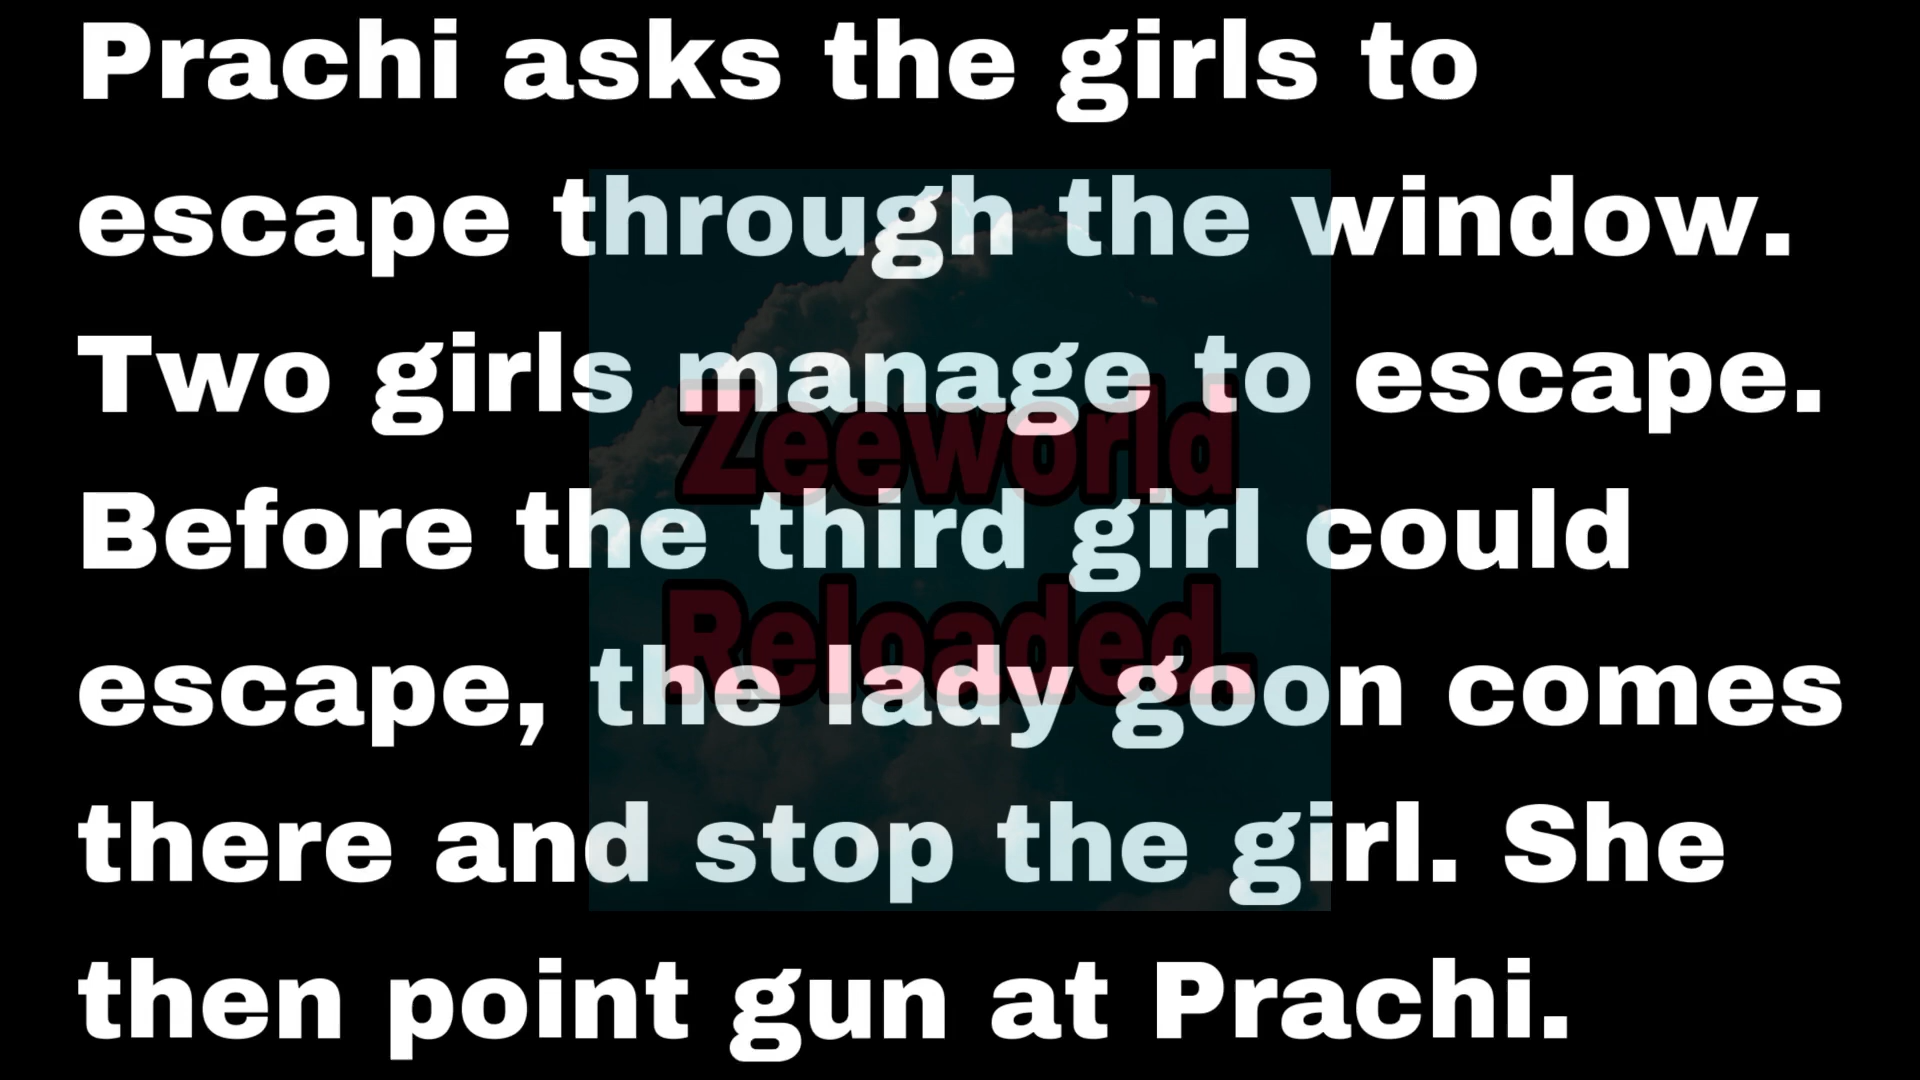 Prachi asks the girls to
escape through the window.
Two girls manage to escape.
Zeeworld
Before the third girl could
Reloaded.
escape, the lady goon comes
there and stop the girl. She
then point gun at Prachi.